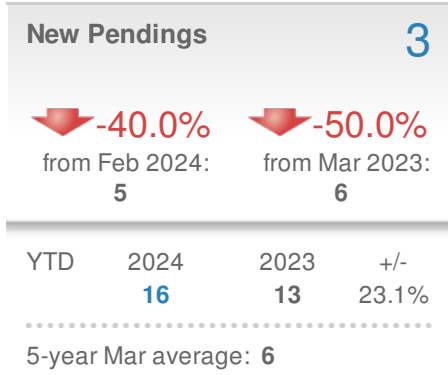 New Pendings 3
-40.0% -50.0%
from Feb 2024: from Mar 2023:
5 6
YTD 2024 2023 +/-
16 13 23.1%
5-year Mar average: 6